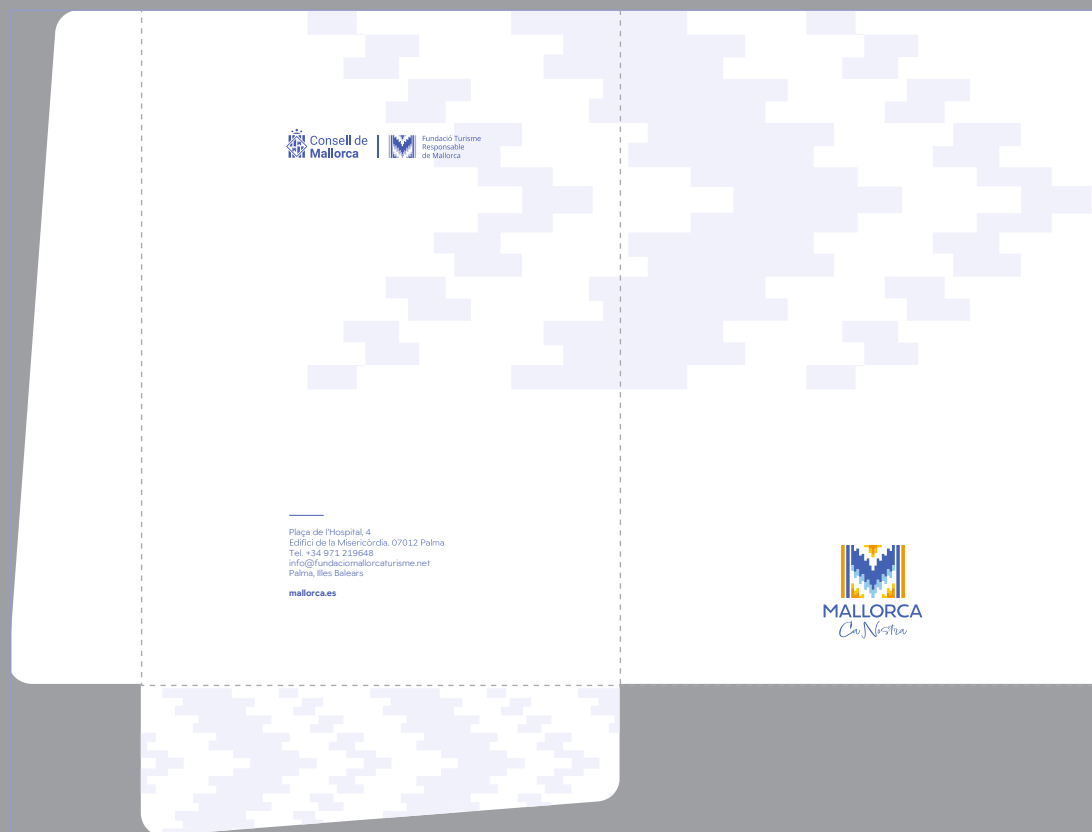 Consell de
Mallorca
Fundació Turisme
Responsable
de Mallorca
Plaça de l'Hospital, 4
Edifici de la Misericòrdia. 07012 Palma
Tel. +34 971 219648
info@fundaciomallorcaturisme.net
Palma, Illes Balears
mallorca.es
MALLORCA
Ca Nostra